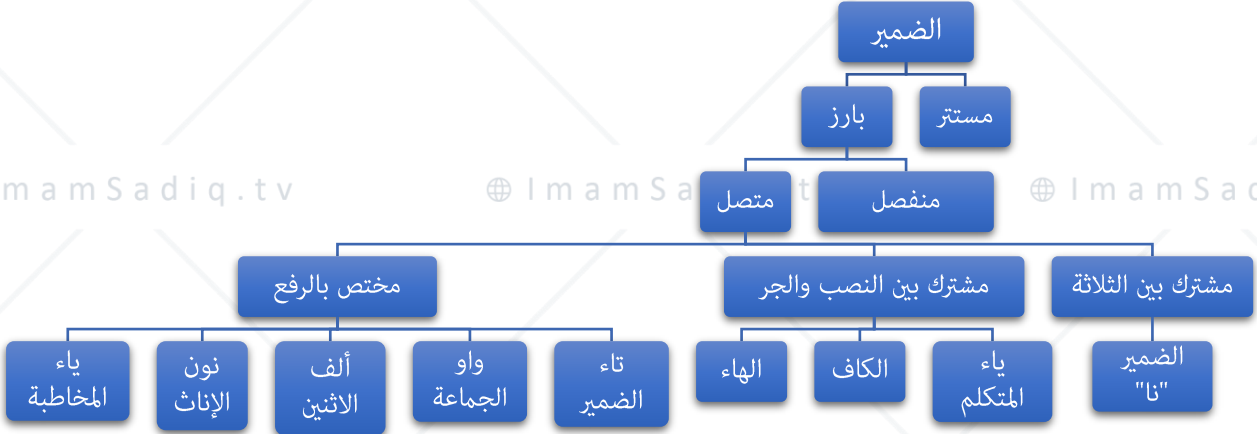 الضمير
مستتر
بارز
منفصل
متصل
mamSadiq.tv
ImamSa
t
ImamSad
مشترك بين الثلاثة
مشترك بين النصب والجر
مختص بالرفع
الضمير
"نا"
ياء
المتكلم
الكاف
الهاء
تاء
الضمير
واو
الجماعة
ألف
الاثنين
نون
الإناث
ياء
المخاطبة